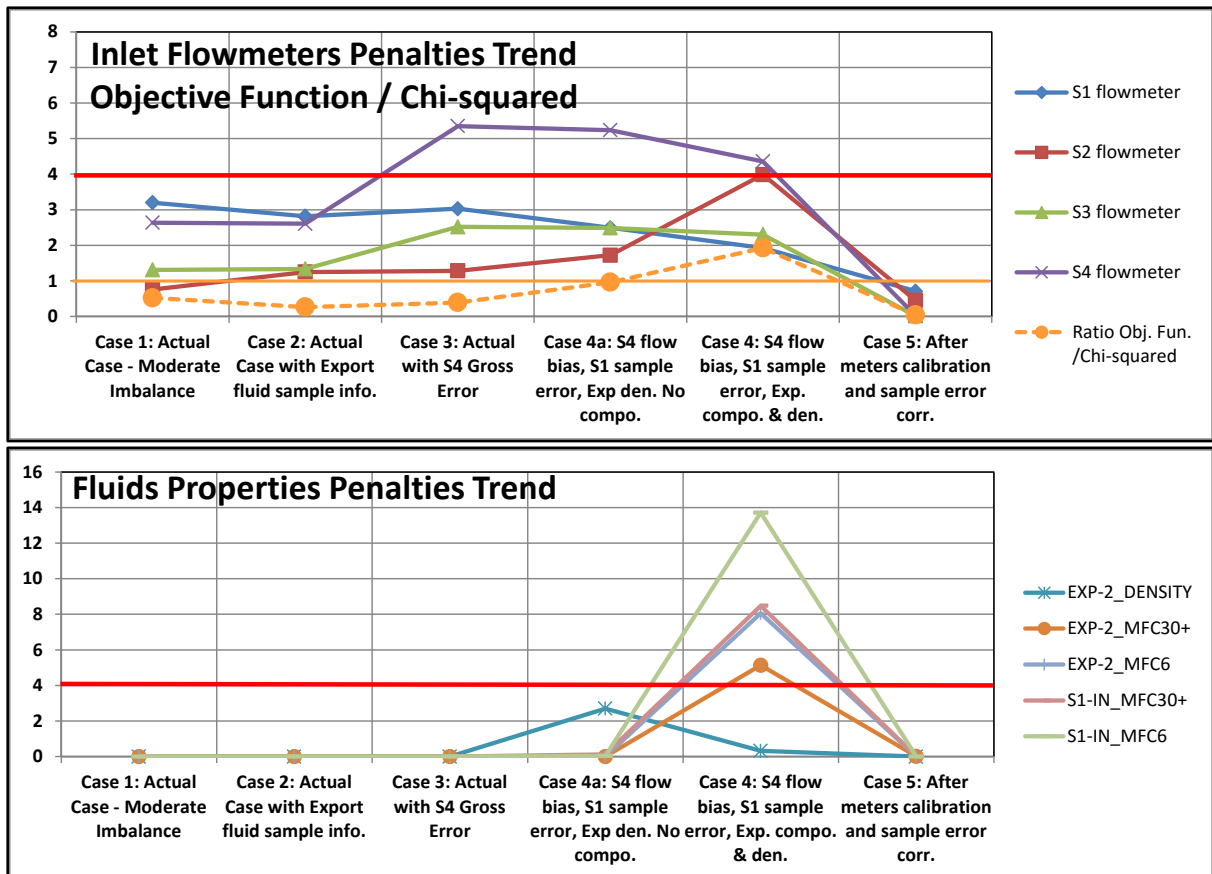 Inlet Flowmeters Penalties Trend
Objective Function / Chi-squared
8
7
6
5
4
3
2
1
0
Case 1: Actual
Case - Moderate
Imbalance
Case 2: Actual
Case with Export
fluid sample info.
Case 3: Actual
with S4 Gross
Error
Case 4a: S4 flow
bias, S1 sample
error, Exp den. No
compo.
Case 4: S4 flow
bias, S1 sample
error, Exp.
compo. & den.
Case 5: After
meters calibration
and sample error
corr.
S1 flowmeter
S2 flowmeter
S3 flowmeter
S4 flowmeter
Ratio Obj. Fun.
/Chi-squared
Fluids Properties Penalties Trend
16
14
12
10
8
6
4
2
0
Case 1: Actual
Case - Moderate
Imbalance
Case 2: Actual
Case with Export
fluid sample info.
Case 3: Actual
with S4 Gross
Error
Case 4a: S4 flow
bias, S1 sample
error, Exp den. No
compo.
Case 4: S4 flow
bias, S1 sample
error, Exp. compo.
& den.
Case 5: After
meters calibration
and sample error
corr.
EXP-2_DENSITY
EXP-2_MFC30+
EXP-2_MFC6
S1-IN_MFC30+
S1-IN_MFC6